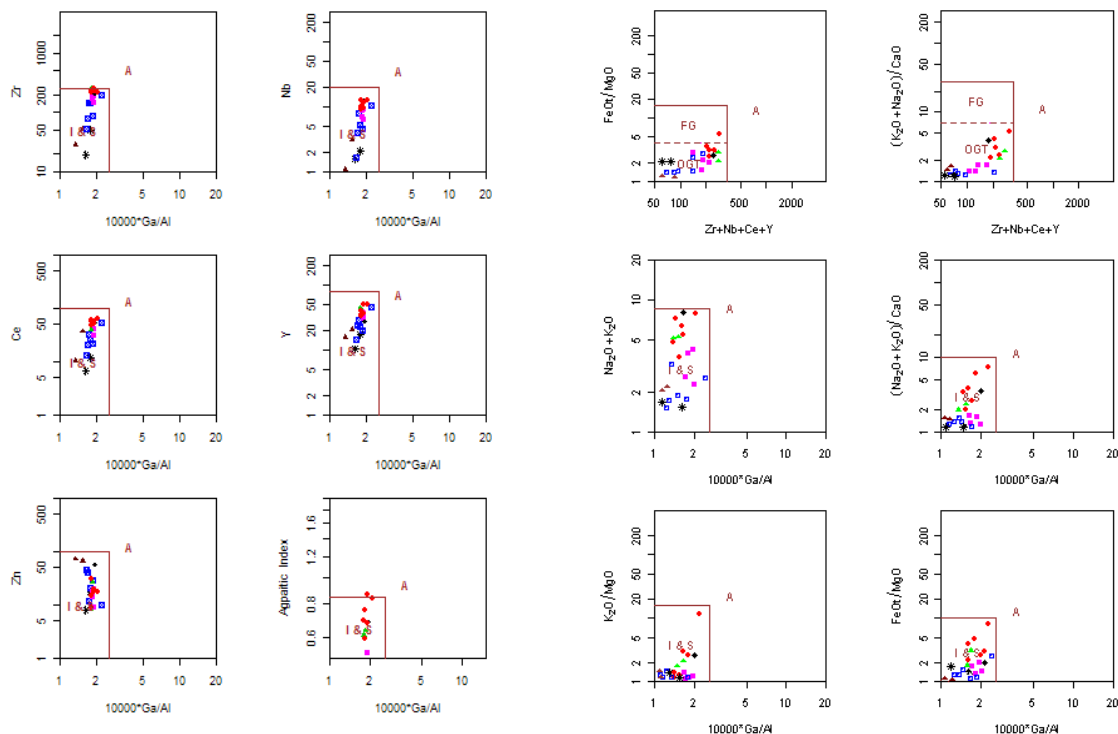 Zr
1000
200
50
10
A
I & S
1 2 5 10 20
10000*Ga/Al
Nb
200
50
20
10
5
2
1
A
I & S
1 2 5 10 20
10000*Ga/Al
FeOt/MgO
200
50
20
5
2
1
A
FG
OGT
50 100 500 2000
Zr+Nb+Ce+Y
(K₂O+Na₂O)/CaO
200
50
20
5
2
1
A
FG
OGT
50 100 500 2000
Zr+Nb+Ce+Y
Ce
500
50
5
1
A
I & S
1 2 5 10 20
10000*Ga/Al
Y
200
50
20
10
5
2
1
A
I & S
1 2 5 10 20
10000*Ga/Al
Na₂O+K₂O
20
10
5
2
1
A
I & S
1 2 5 10 20
10000*Ga/Al
(Na₂O+K₂O)/CaO
200
50
10
5
2
1
A
I & S
1 2 5 10 20
10000*Ga/Al
Zn
500
50
5
1
A
I & S
1 2 5 10 20
10000*Ga/Al
Agpaitic Index
1.6
1.2
0.8
0.6
A
I & S
1 2 5 10
10000*Ga/Al
K₂O/MgO
200
50
20
5
2
1
A
I & S
1 2 5 10 20
10000*Ga/Al
FeOt/MgO
200
50
20
5
2
1
A
I & S
1 2 5 10 20
10000*Ga/Al